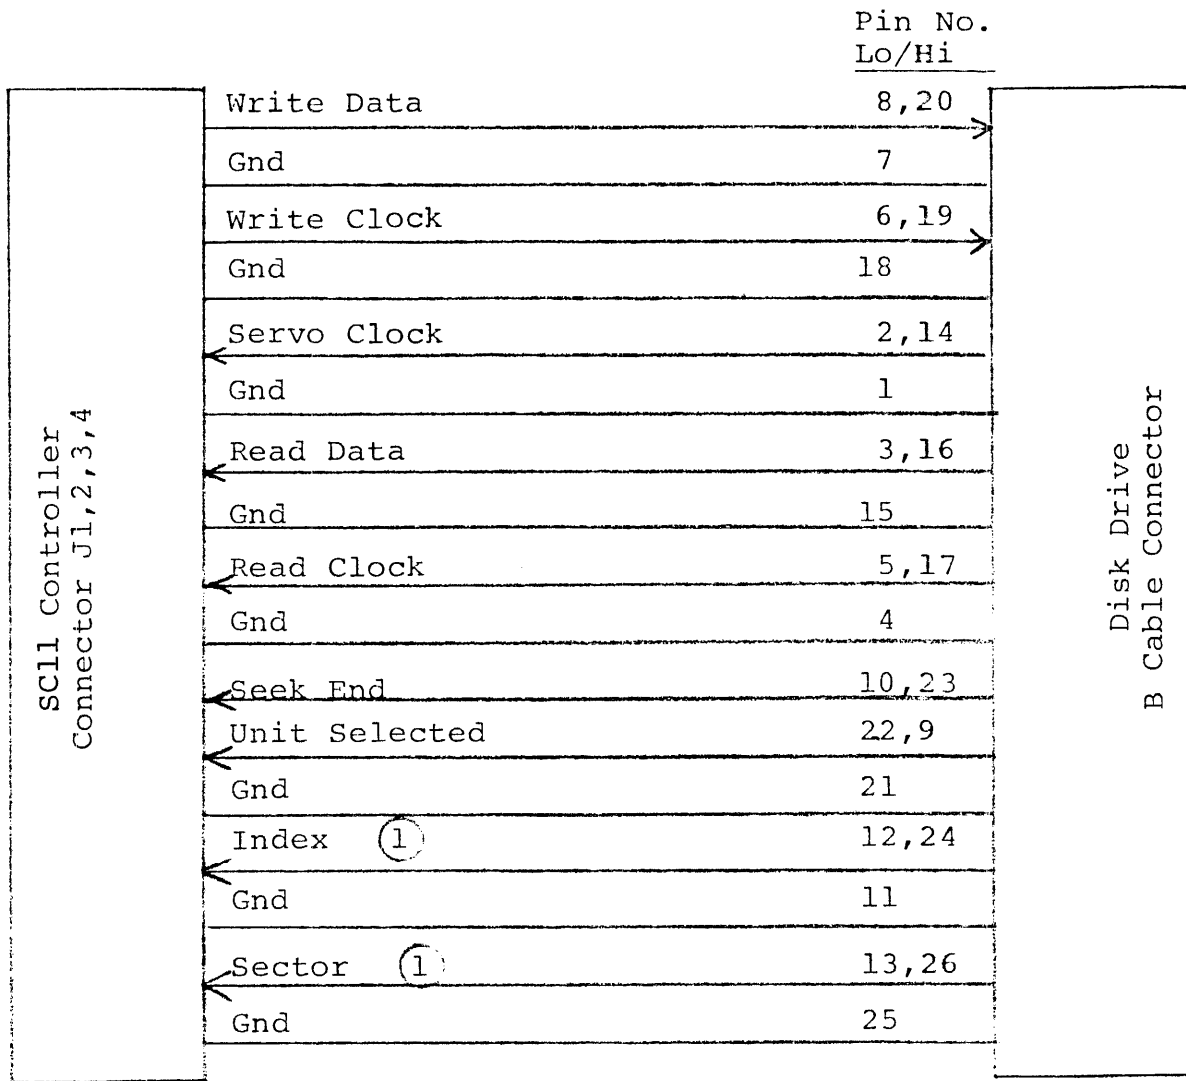 Pin No.
Lo/Hi
Write Data 8,20
Gnd 7
Write Clock 6,19
Gnd 18
Servo Clock 2,14
Gnd 1
Read Data 3,16
Gnd 15
Read Clock 5,17
Gnd 4
Seek End 10,23
Unit Selected 22,9
Gnd 21
Index 1 12,24
Gnd 11
Sector 1 13,26
Gnd 25
SC11 Controller
Connector J1,2,3,4
Disk Drive
B Cable Connector